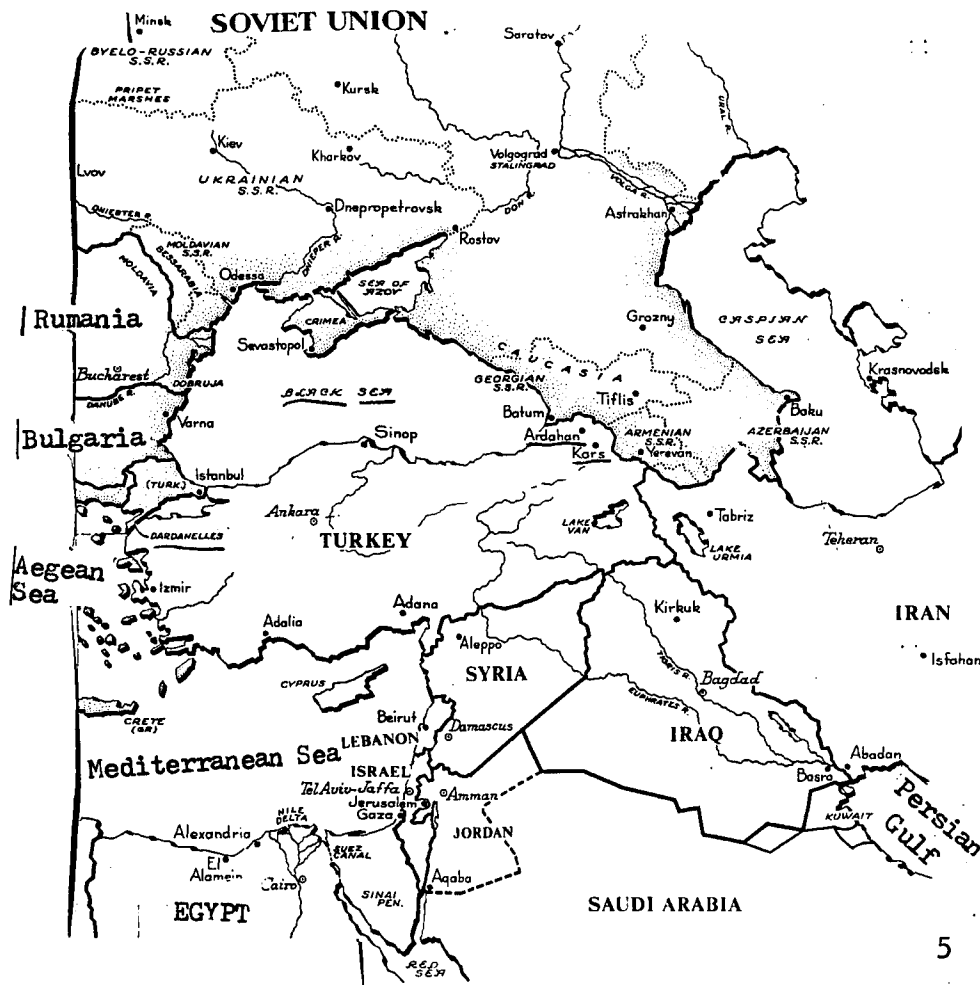 Minsk
SOVIET UNION
Saratov
BYELO-RUSSIAN
S.S.R.
PRIPET
MARSHES
Kursk
URAL R.
Kiev
Kharkov
Volgograd
STALINGRAD
Lvov
UKRAINIAN
S.S.R.
VOLGA R.
Dnepropetrovsk
DON R.
Astrakhan
DNIESTER R.
Rostov
MOLDAVIAN
S.S.R.
BESSARABIA
DNIEPER R.
MOLDAVIA
Odessa
SEA OF
AZOV
Rumania
CRIMEA
Grozny
CASPIAN
SEA
Sevastopol
CAUCASIA
Bucharest
DOBRUJA
GEORGIAN
S.S.R.
Krasnovodsk
DANUBE R.
BLACK SEA
Tiflis
Baku
Varna
Batum
Bulgaria
Sinop
Ardahan
ARMENIAN
S.S.R.
AZERBAIJAN
S.S.R.
Kars
Yerevan
Istanbul
(TURK.)
Ankara
Tabriz
DARDANELLES
TURKEY
LAKE
VAN
LAKE
URMIA
Teheran
Aegean
Sea
Izmir
Adana
Kirkuk
IRAN
Adalia
Aleppo
Isfahan
SYRIA
TIGRIS R.
Bagdad
CYPRUS
EUPHRATES R.
CRETE
(GR)
Beirut
Damascus
IRAQ
LEBANON
Abadan
Mediterranean Sea
Basra
ISRAEL
Tel Aviv-Jaffa
Amman
Jerusalem
Gaza
Persian
Gulf
NILE
DELTA
KUWAIT
Alexandria
JORDAN
SUEZ
CANAL
El
Alamein
Cairo
Aqaba
SINAI
PEN.
SAUDI ARABIA
EGYPT
5
RED
SEA